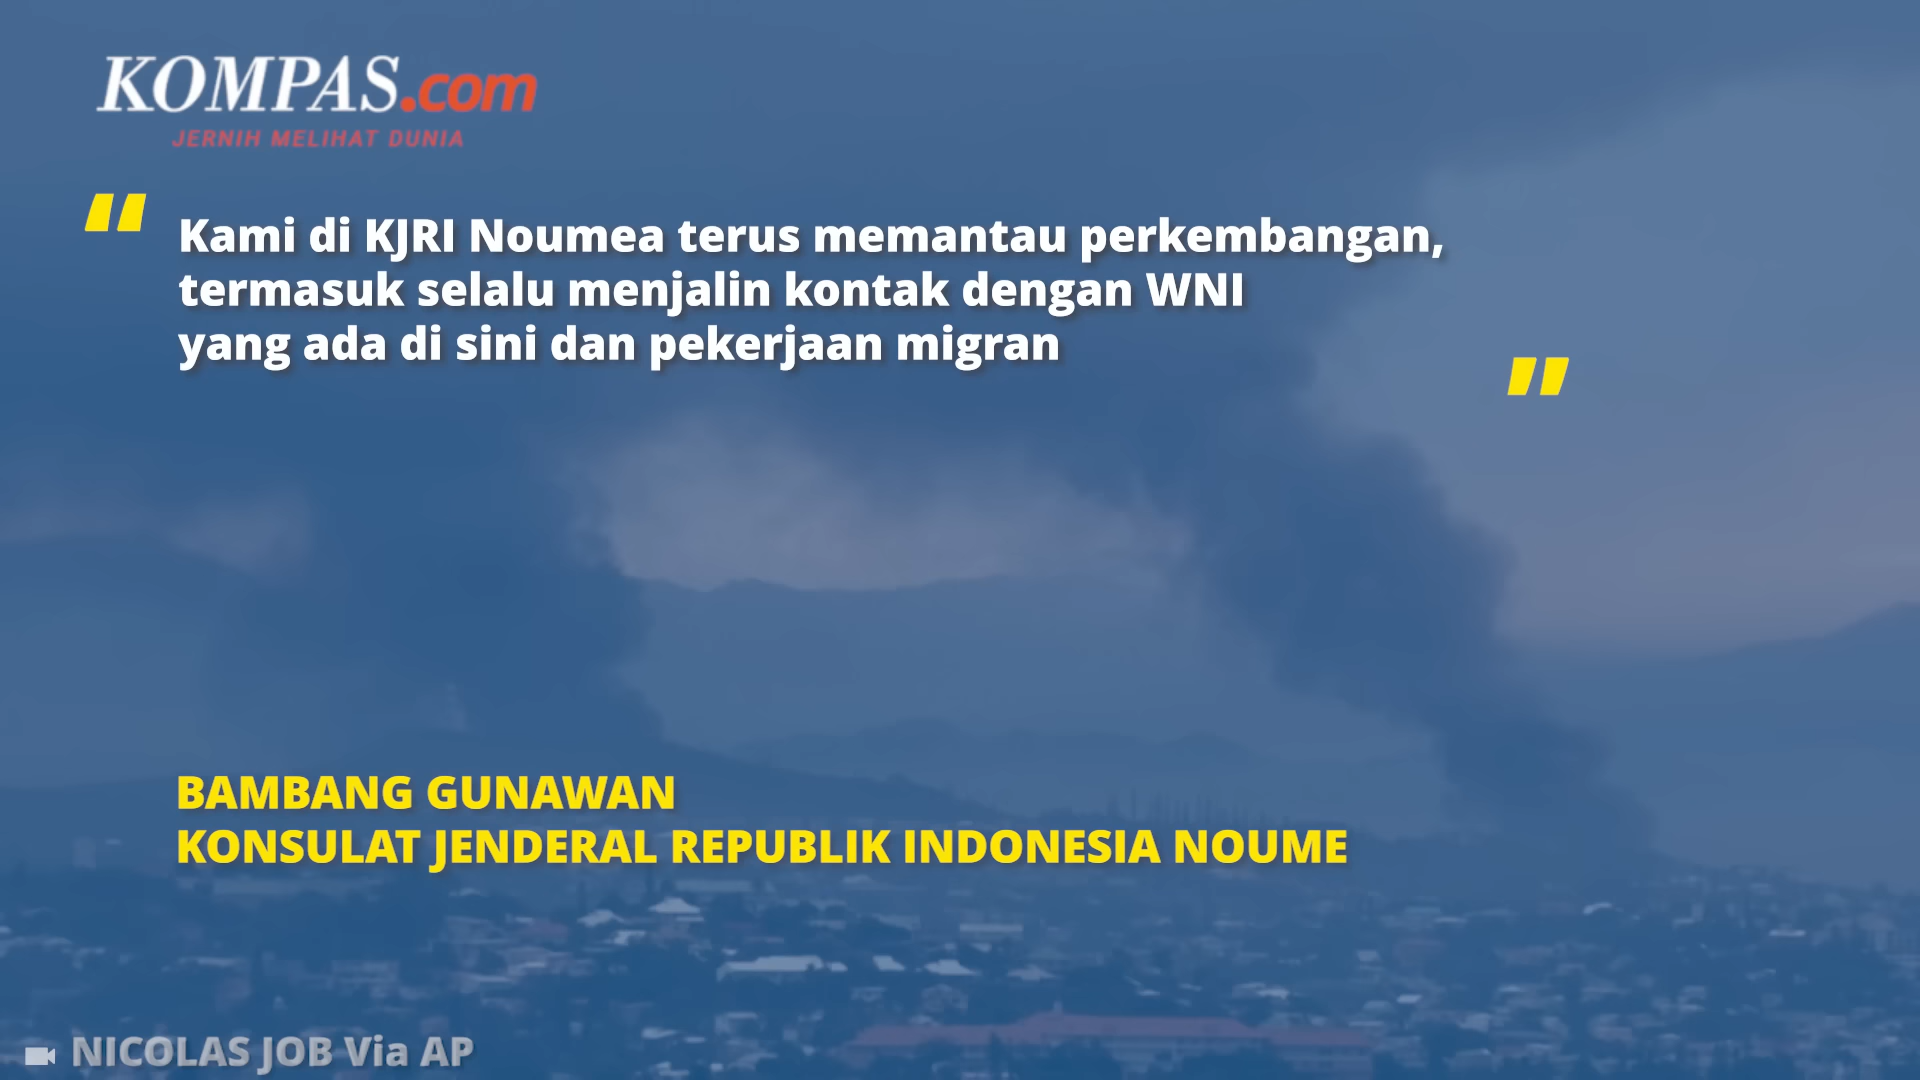 KOMPAS.com
JERNIH MELIHAT DUNIA
" Kami di KJRI Noumea terus memantau perkembangan,
termasuk selalu menjalin kontak dengan WNI
yang ada di sini dan pekerjaan migran "
BAMBANG GUNAWAN
KONSULAT JENDERAL REPUBLIK INDONESIA NOUME
NICOLAS JOB Via AP